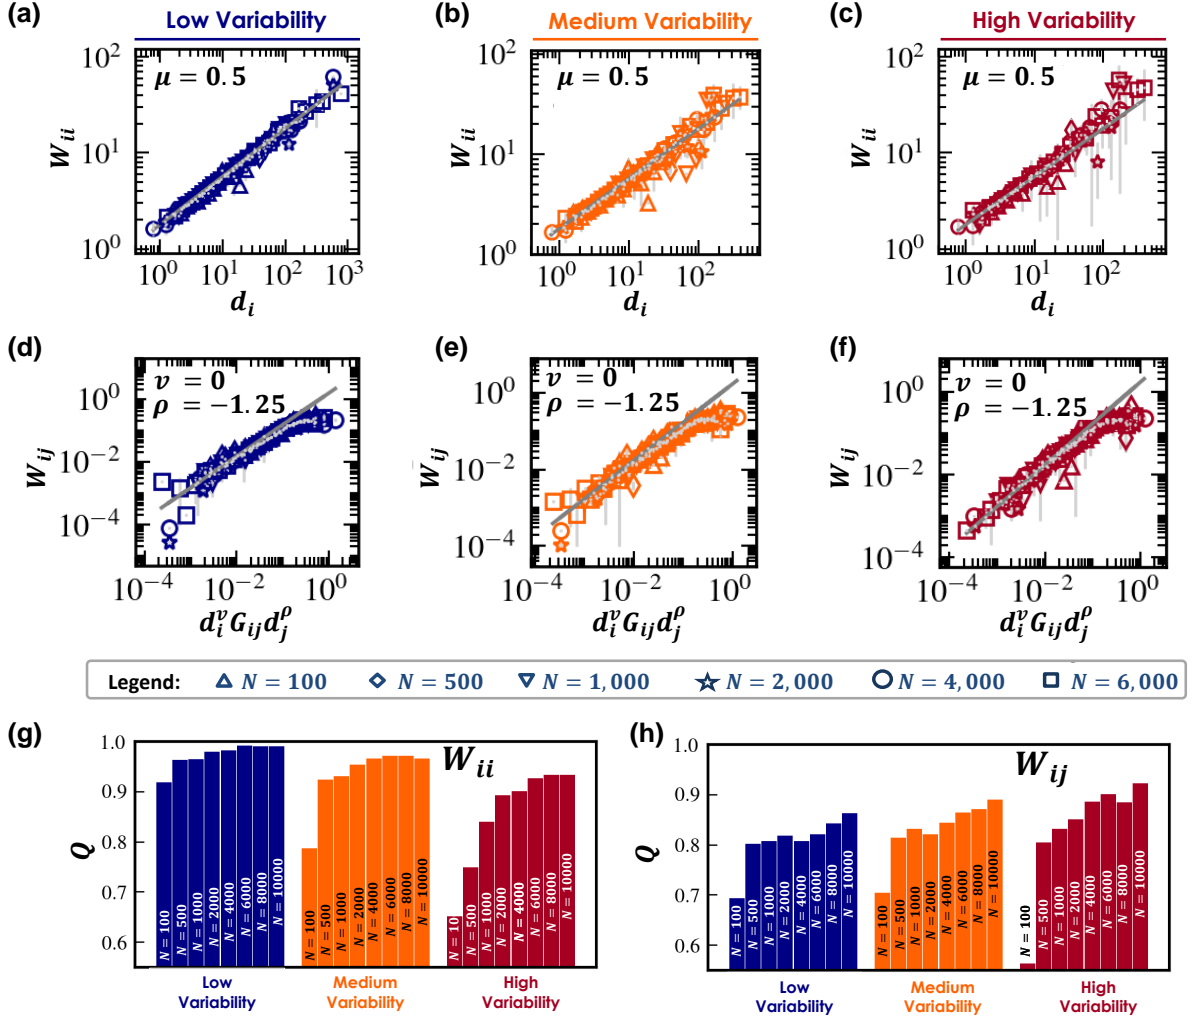 (a) (b) (c)
Low Variability Medium Variability High Variability
10² 10² 10²
μ = 0.5 μ = 0.5 μ = 0.5
W_ii W_ii W_ii
10¹ 10¹ 10¹
10⁰ 10⁰ 10⁰
10⁰ 10¹ 10² 10³ 10⁰ 10¹ 10² 10⁰ 10¹ 10²
d_i d_i d_i
(d) (e) (f)
ν = 0 ν = 0 ν = 0
ρ = −1.25 ρ = −1.25 ρ = −1.25
10⁰ 10⁰ 10⁰
W_ij W_ij W_ij
10⁻² 10⁻² 10⁻²
10⁻⁴ 10⁻⁴ 10⁻⁴
10⁻⁴ 10⁻² 10⁰ 10⁻⁴ 10⁻² 10⁰ 10⁻⁴ 10⁻² 10⁰
d_i^ν G_ij d_j^ρ d_i^ν G_ij d_j^ρ d_i^ν G_ij d_j^ρ
Legend: N = 100 N = 500 N = 1,000 N = 2,000 N = 4,000 N = 6,000
(g)
W_ii
1.0
0.9
0.8
0.7
0.6
Q
N = 100 N = 500 N = 1000 N = 2000 N = 4000 N = 6000 N = 8000 N = 10000
N = 100 N = 500 N = 1000 N = 2000 N = 4000 N = 6000 N = 8000 N = 10000
N = 10 N = 500 N = 1000 N = 2000 N = 4000 N = 6000 N = 8000 N = 10000
Low Medium High
Variability Variability Variability
(h)
W_ij
1.0
0.9
0.8
0.7
0.6
Q
N = 100 N = 500 N = 1000 N = 2000 N = 4000 N = 6000 N = 8000 N = 10000
N = 100 N = 500 N = 1000 N = 2000 N = 4000 N = 6000 N = 8000 N = 10000
N = 100 N = 500 N = 1000 N = 2000 N = 4000 N = 6000 N = 8000 N = 10000
Low Medium High
Variability Variability Variability